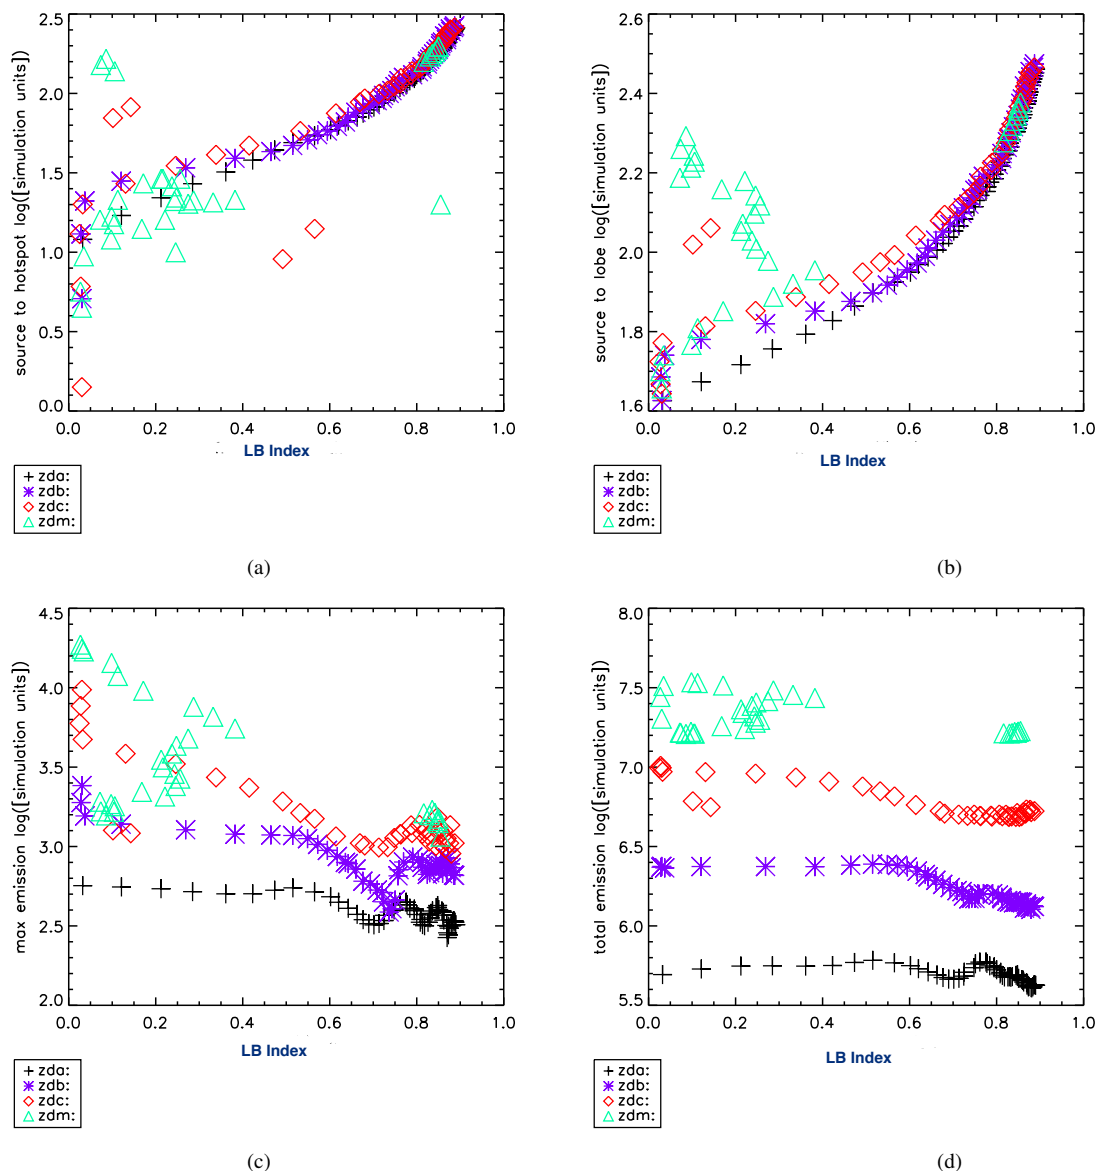 2.5
2.0
1.5
1.0
0.5
0.0
source to hotspot log([simulation units])
0.0 0.2 0.4 0.6 0.8 1.0
LB Index
zda:
zdb:
zdc:
zdm:
(a)
2.6
2.4
2.2
2.0
1.8
1.6
source to lobe log([simulation units])
0.0 0.2 0.4 0.6 0.8 1.0
LB Index
zda:
zdb:
zdc:
zdm:
(b)
4.5
4.0
3.5
3.0
2.5
2.0
max emission log([simulation units])
0.0 0.2 0.4 0.6 0.8 1.0
LB Index
zda:
zdb:
zdc:
zdm:
(c)
8.0
7.5
7.0
6.5
6.0
5.5
total emission log([simulation units])
0.0 0.2 0.4 0.6 0.8 1.0
LB Index
zda:
zdb:
zdc:
zdm:
(d)